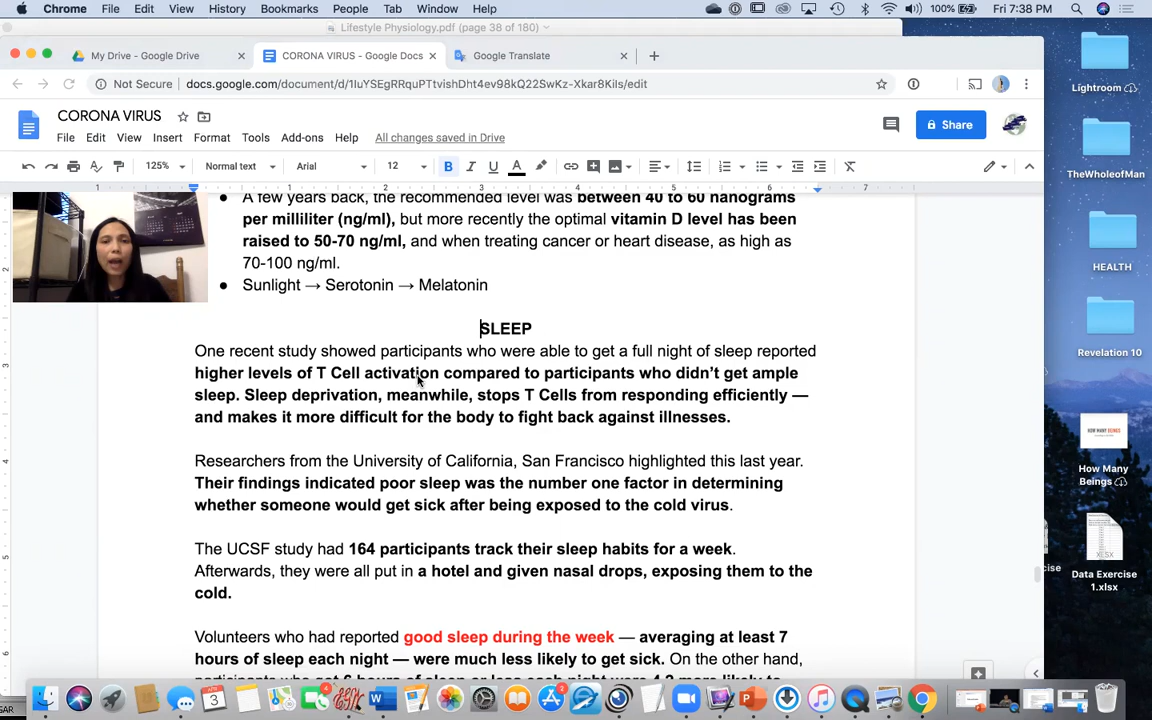 Chrome File Edit View History Bookmarks People Tab Window Help 100% Fri 7:38 PM
Lifestyle Physiology.pdf (page 38 of 180)
My Drive - Google Drive CORONA VIRUS - Google Docs Google Translate
Not Secure docs.google.com/document/d/1luYSEgRRquPTtvishDht4ev98kQ22SwKz-Xkar8Kils/edit
CORONA VIRUS
File Edit View Insert Format Tools Add-ons Help All changes saved in Drive
Share
125% Normal text Arial 12 B I U A
1 1 2 3 4 5 6 7
A few years back, the recommended level was between 40 to 60 nanograms
per milliliter (ng/ml), but more recently the optimal vitamin D level has been
raised to 50-70 ng/ml, and when treating cancer or heart disease, as high as
70-100 ng/ml.
● Sunlight → Serotonin → Melatonin
SLEEP
One recent study showed participants who were able to get a full night of sleep reported
higher levels of T Cell activation compared to participants who didn't get ample
sleep. Sleep deprivation, meanwhile, stops T Cells from responding efficiently —
and makes it more difficult for the body to fight back against illnesses.
Researchers from the University of California, San Francisco highlighted this last year.
Their findings indicated poor sleep was the number one factor in determining
whether someone would get sick after being exposed to the cold virus.
The UCSF study had 164 participants track their sleep habits for a week.
Afterwards, they were all put in a hotel and given nasal drops, exposing them to the
cold.
Volunteers who had reported good sleep during the week — averaging at least 7
hours of sleep each night — were much less likely to get sick. On the other hand,
Lightroom
TheWholeofMan
HEALTH
Revelation 10
HOW MANY BEINGS
How Many
Beings
XLSX
Data Exercise
1.xlsx